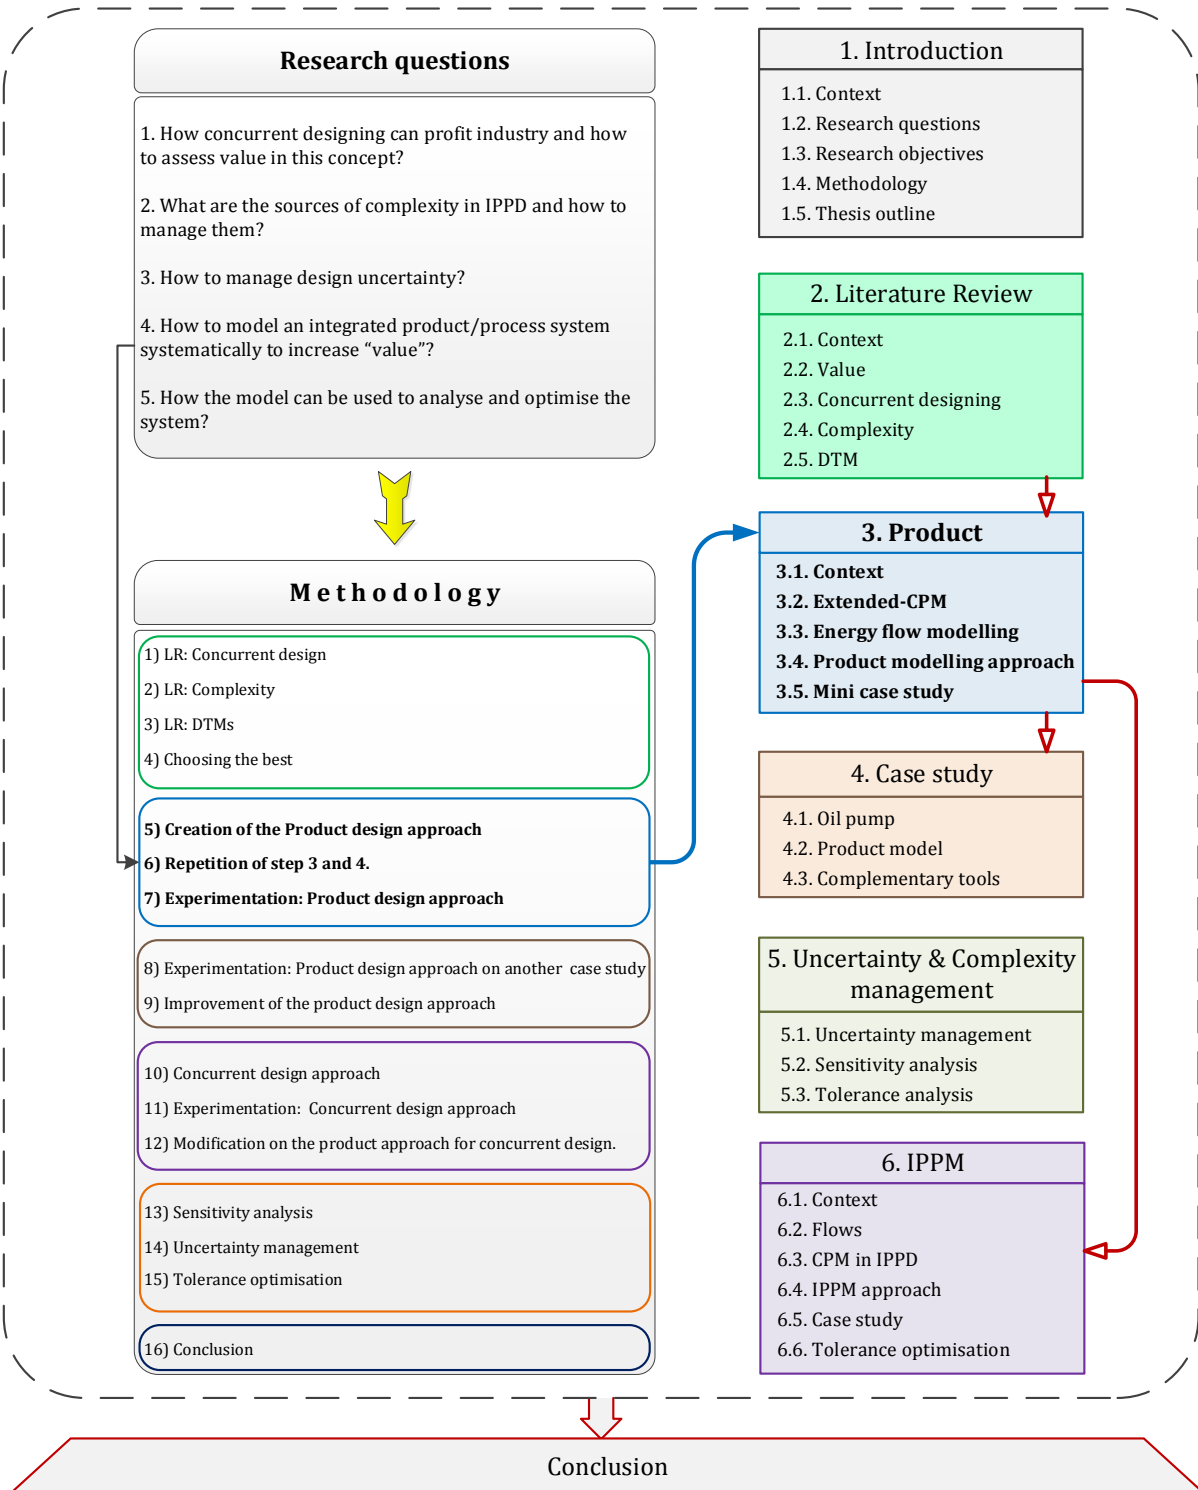 Research questions
1. How concurrent designing can profit industry and how
to assess value in this concept?
2. What are the sources of complexity in IPPD and how to
manage them?
3. How to manage design uncertainty?
4. How to model an integrated product/process system
systematically to increase “value”?
5. How the model can be used to analyse and optimise the
system?
Methodology
1) LR: Concurrent design
2) LR: Complexity
3) LR: DTMs
4) Choosing the best
5) Creation of the Product design approach
6) Repetition of step 3 and 4.
7) Experimentation: Product design approach
8) Experimentation: Product design approach on another case study
9) Improvement of the product design approach
10) Concurrent design approach
11) Experimentation: Concurrent design approach
12) Modification on the product approach for concurrent design.
13) Sensitivity analysis
14) Uncertainty management
15) Tolerance optimisation
16) Conclusion
1. Introduction
1.1. Context
1.2. Research questions
1.3. Research objectives
1.4. Methodology
1.5. Thesis outline
2. Literature Review
2.1. Context
2.2. Value
2.3. Concurrent designing
2.4. Complexity
2.5. DTM
3. Product
3.1. Context
3.2. Extended-CPM
3.3. Energy flow modelling
3.4. Product modelling approach
3.5. Mini case study
4. Case study
4.1. Oil pump
4.2. Product model
4.3. Complementary tools
5. Uncertainty & Complexity
management
5.1. Uncertainty management
5.2. Sensitivity analysis
5.3. Tolerance analysis
6. IPPM
6.1. Context
6.2. Flows
6.3. CPM in IPPD
6.4. IPPM approach
6.5. Case study
6.6. Tolerance optimisation
Conclusion